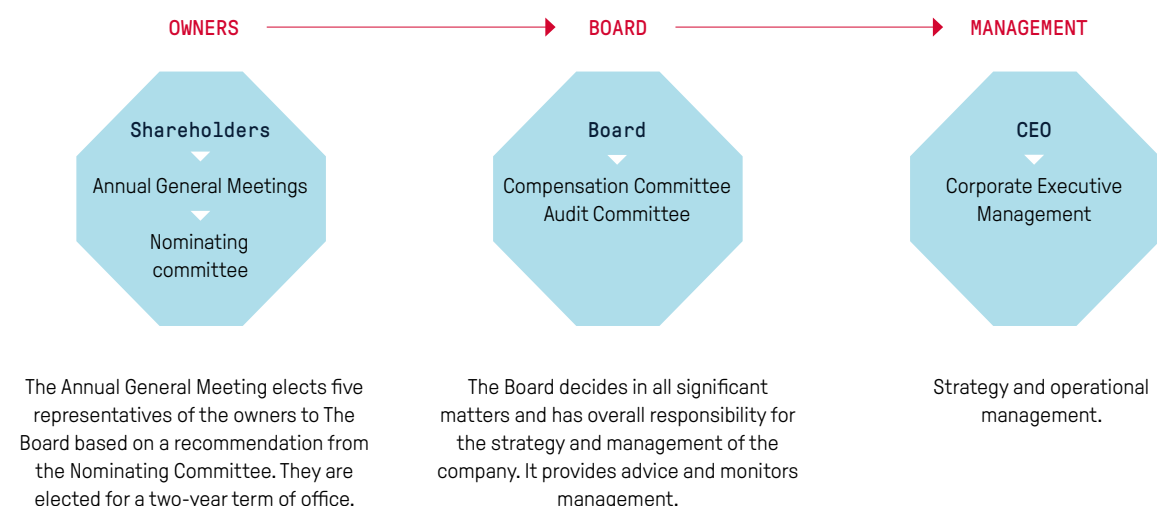 OWNERS
BOARD
MANAGEMENT
Shareholders
Annual General Meetings
Nominating
committee
Board
Compensation Committee
Audit Committee
CEO
Corporate Executive
Management
The Annual General Meeting elects five
representatives of the owners to The
Board based on a recommendation from
the Nominating Committee. They are
elected for a two-year term of office.
The Board decides in all significant
matters and has overall responsibility for
the strategy and management of the
company. It provides advice and monitors
management.
Strategy and operational
management.